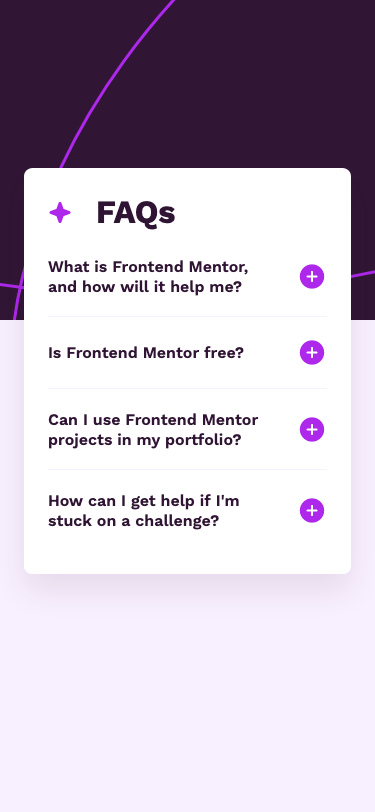 FAQs
What is Frontend Mentor,
and how will it help me?
Is Frontend Mentor free?
Can I use Frontend Mentor
projects in my portfolio?
How can I get help if I'm
stuck on a challenge?